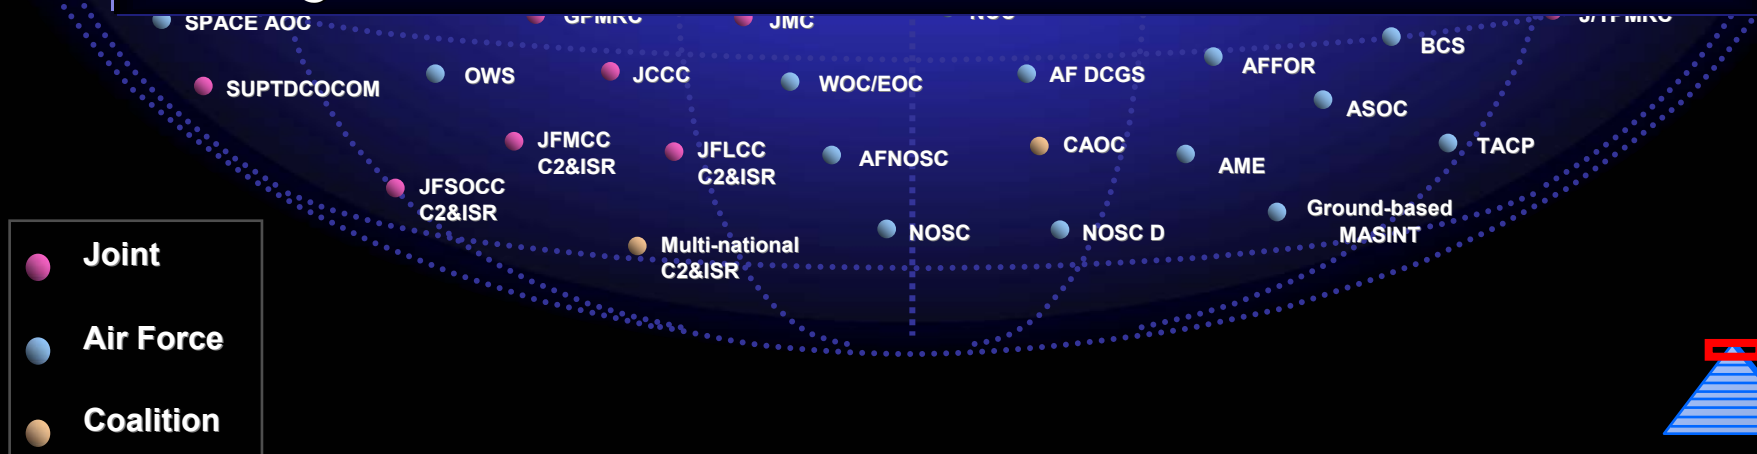 SPACE AOC
GPMRC
JMC
BCS
OWS
JCCC
WOC/EOC
AF DCGS
AFFOR
SUPTDCOCOM
ASOC
JFMCC
C2&ISR
JFLCC
C2&ISR
AFNOSC
CAOC
AME
TACP
JFSOCC
C2&ISR
Multi-national
C2&ISR
NOSC
NOSC D
Ground-based
MASINT
Joint
Air Force
Coalition